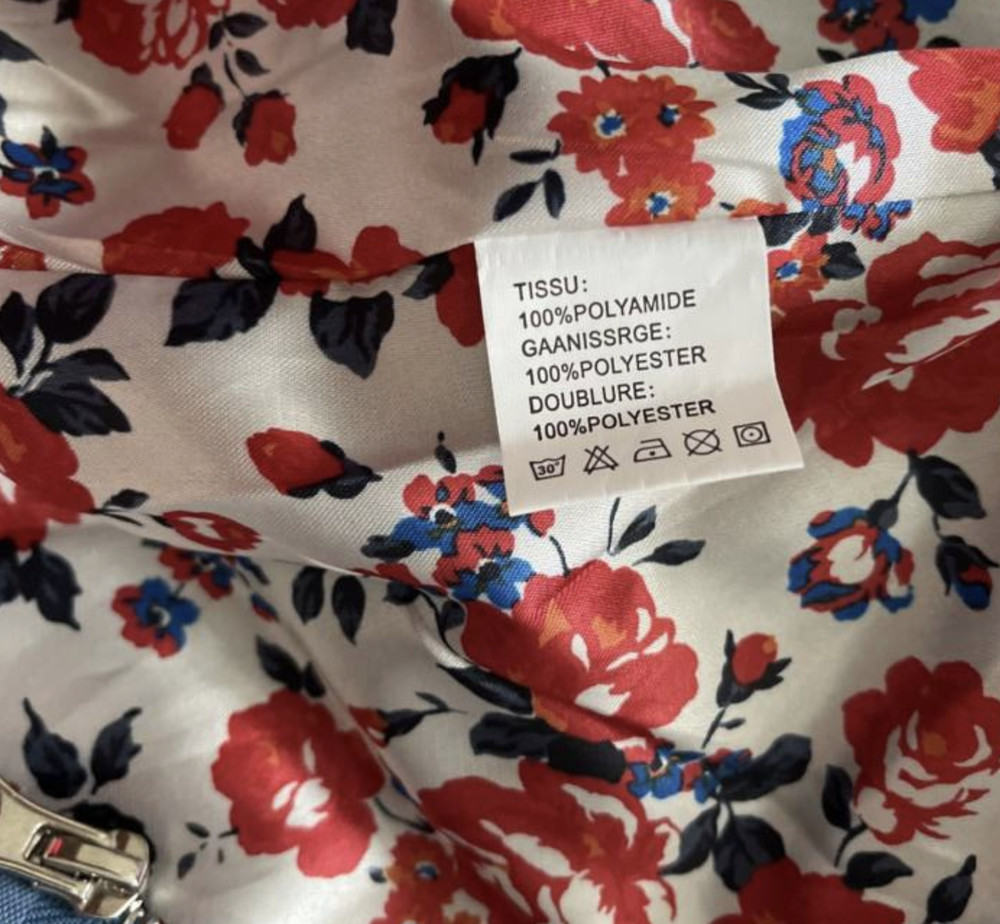 TISSU:
100%POLYAMIDE
GAANISSRGE:
100%POLYESTER
DOUBLURE:
100%POLYESTER
30°